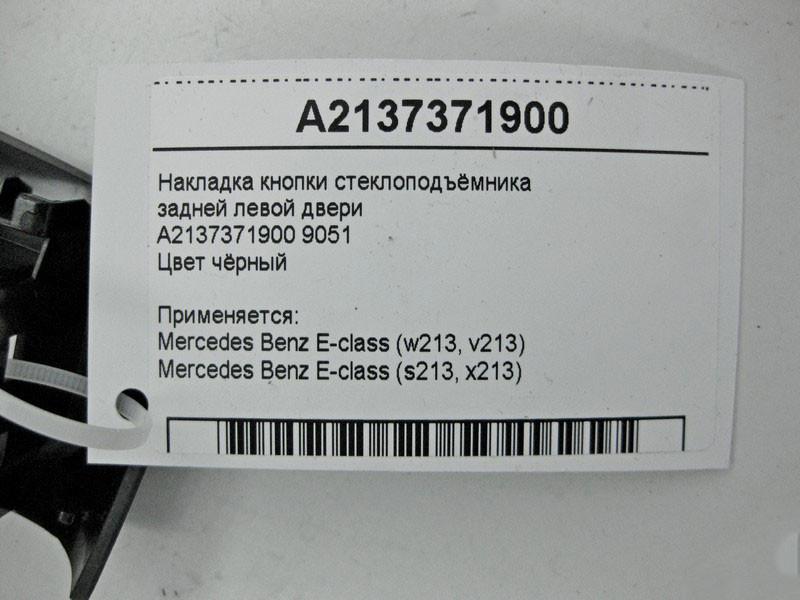 A2137371900
Накладка кнопки стеклоподъёмника
задней левой двери
A2137371900 9051
Цвет чёрный
Применяется:
Mercedes Benz E-class (w213, v213)
Mercedes Benz E-class (s213, x213)